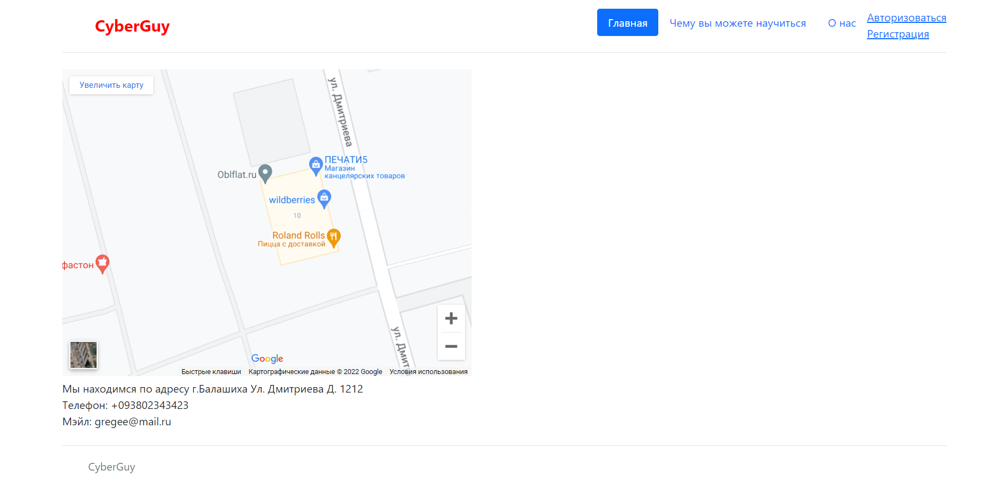 CyberGuy
Главная
Чему вы можете научиться
О нас
Авторизоваться
Регистрация
Увеличить карту
ул. Дмитриева
ПЕЧАТИ5
Магазин
канцелярских товаров
Oblflat.ru
wildberries
10
Roland Rolls
Пицца с доставкой
фастон
ул. Дмит
Google
Быстрые клавиши
Картографические данные © 2022 Google
Условия использования
Мы находимся по адресу г.Балашиха Ул. Дмитриева Д. 1212
Телефон: +093802343423
Мэйл: gregee@mail.ru
CyberGuy